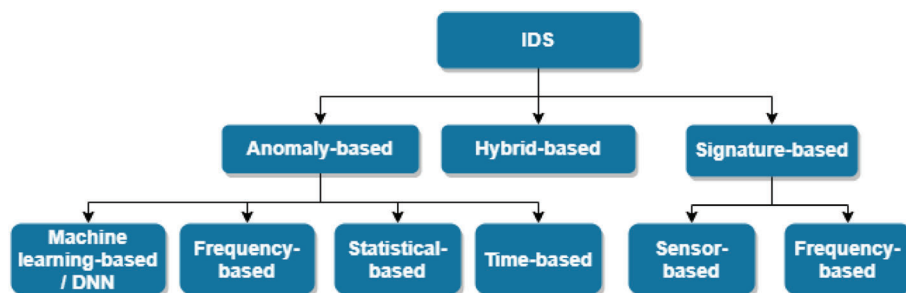 IDS
Anomaly-based
Hybrid-based
Signature-based
Machine
learning-based
/ DNN
Frequency-
based
Statistical-
based
Time-based
Sensor-
based
Frequency-
based